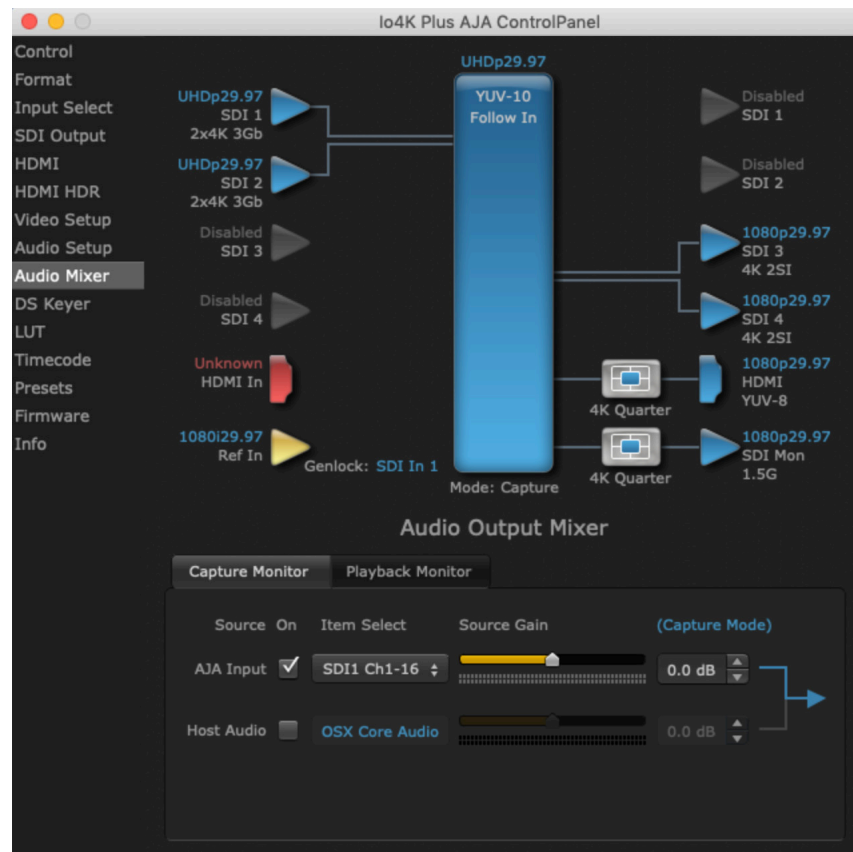 Io4K Plus AJA ControlPanel
Control
Format
Input Select
SDI Output
HDMI
HDMI HDR
Video Setup
Audio Setup
Audio Mixer
DS Keyer
LUT
Timecode
Presets
Firmware
Info
UHDp29.97
SDI 1
2x4K 3Gb
UHDp29.97
SDI 2
2x4K 3Gb
Disabled
SDI 3
Disabled
SDI 4
Unknown
HDMI In
1080i29.97
Ref In
Genlock: SDI In 1
UHDp29.97
YUV-10
Follow In
Mode: Capture
Disabled
SDI 1
Disabled
SDI 2
1080p29.97
SDI 3
4K 2SI
1080p29.97
SDI 4
4K 2SI
4K Quarter
1080p29.97
HDMI
YUV-8
4K Quarter
1080p29.97
SDI Mon
1.5G
Audio Output Mixer
Capture Monitor Playback Monitor
Source On Item Select Source Gain (Capture Mode)
AJA Input SDI1 Ch1-16 0.0 dB
Host Audio OSX Core Audio 0.0 dB